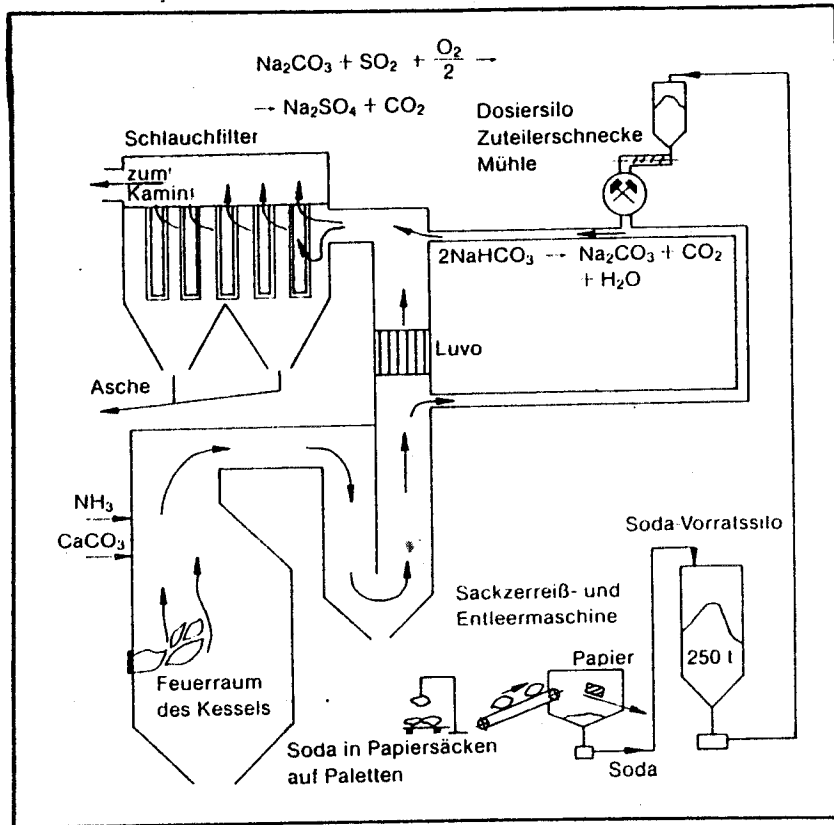 Na₂CO₃ + SO₂ + O₂/2 →
→ Na₂SO₄ + CO₂
Schlauchfilter
zum
Kamin
Dosiersilo
Zuteilerschnecke
Mühle
2NaHCO₃ → Na₂CO₃ + CO₂
+ H₂O
Luvo
Asche
NH₃
CaCO₃
Soda-Vorratssilo
Sackzerreiß- und
Entleermaschine
Papier
250 t
Feuerraum
des Kessels
Soda in Papiersäcken
auf Paletten
Soda